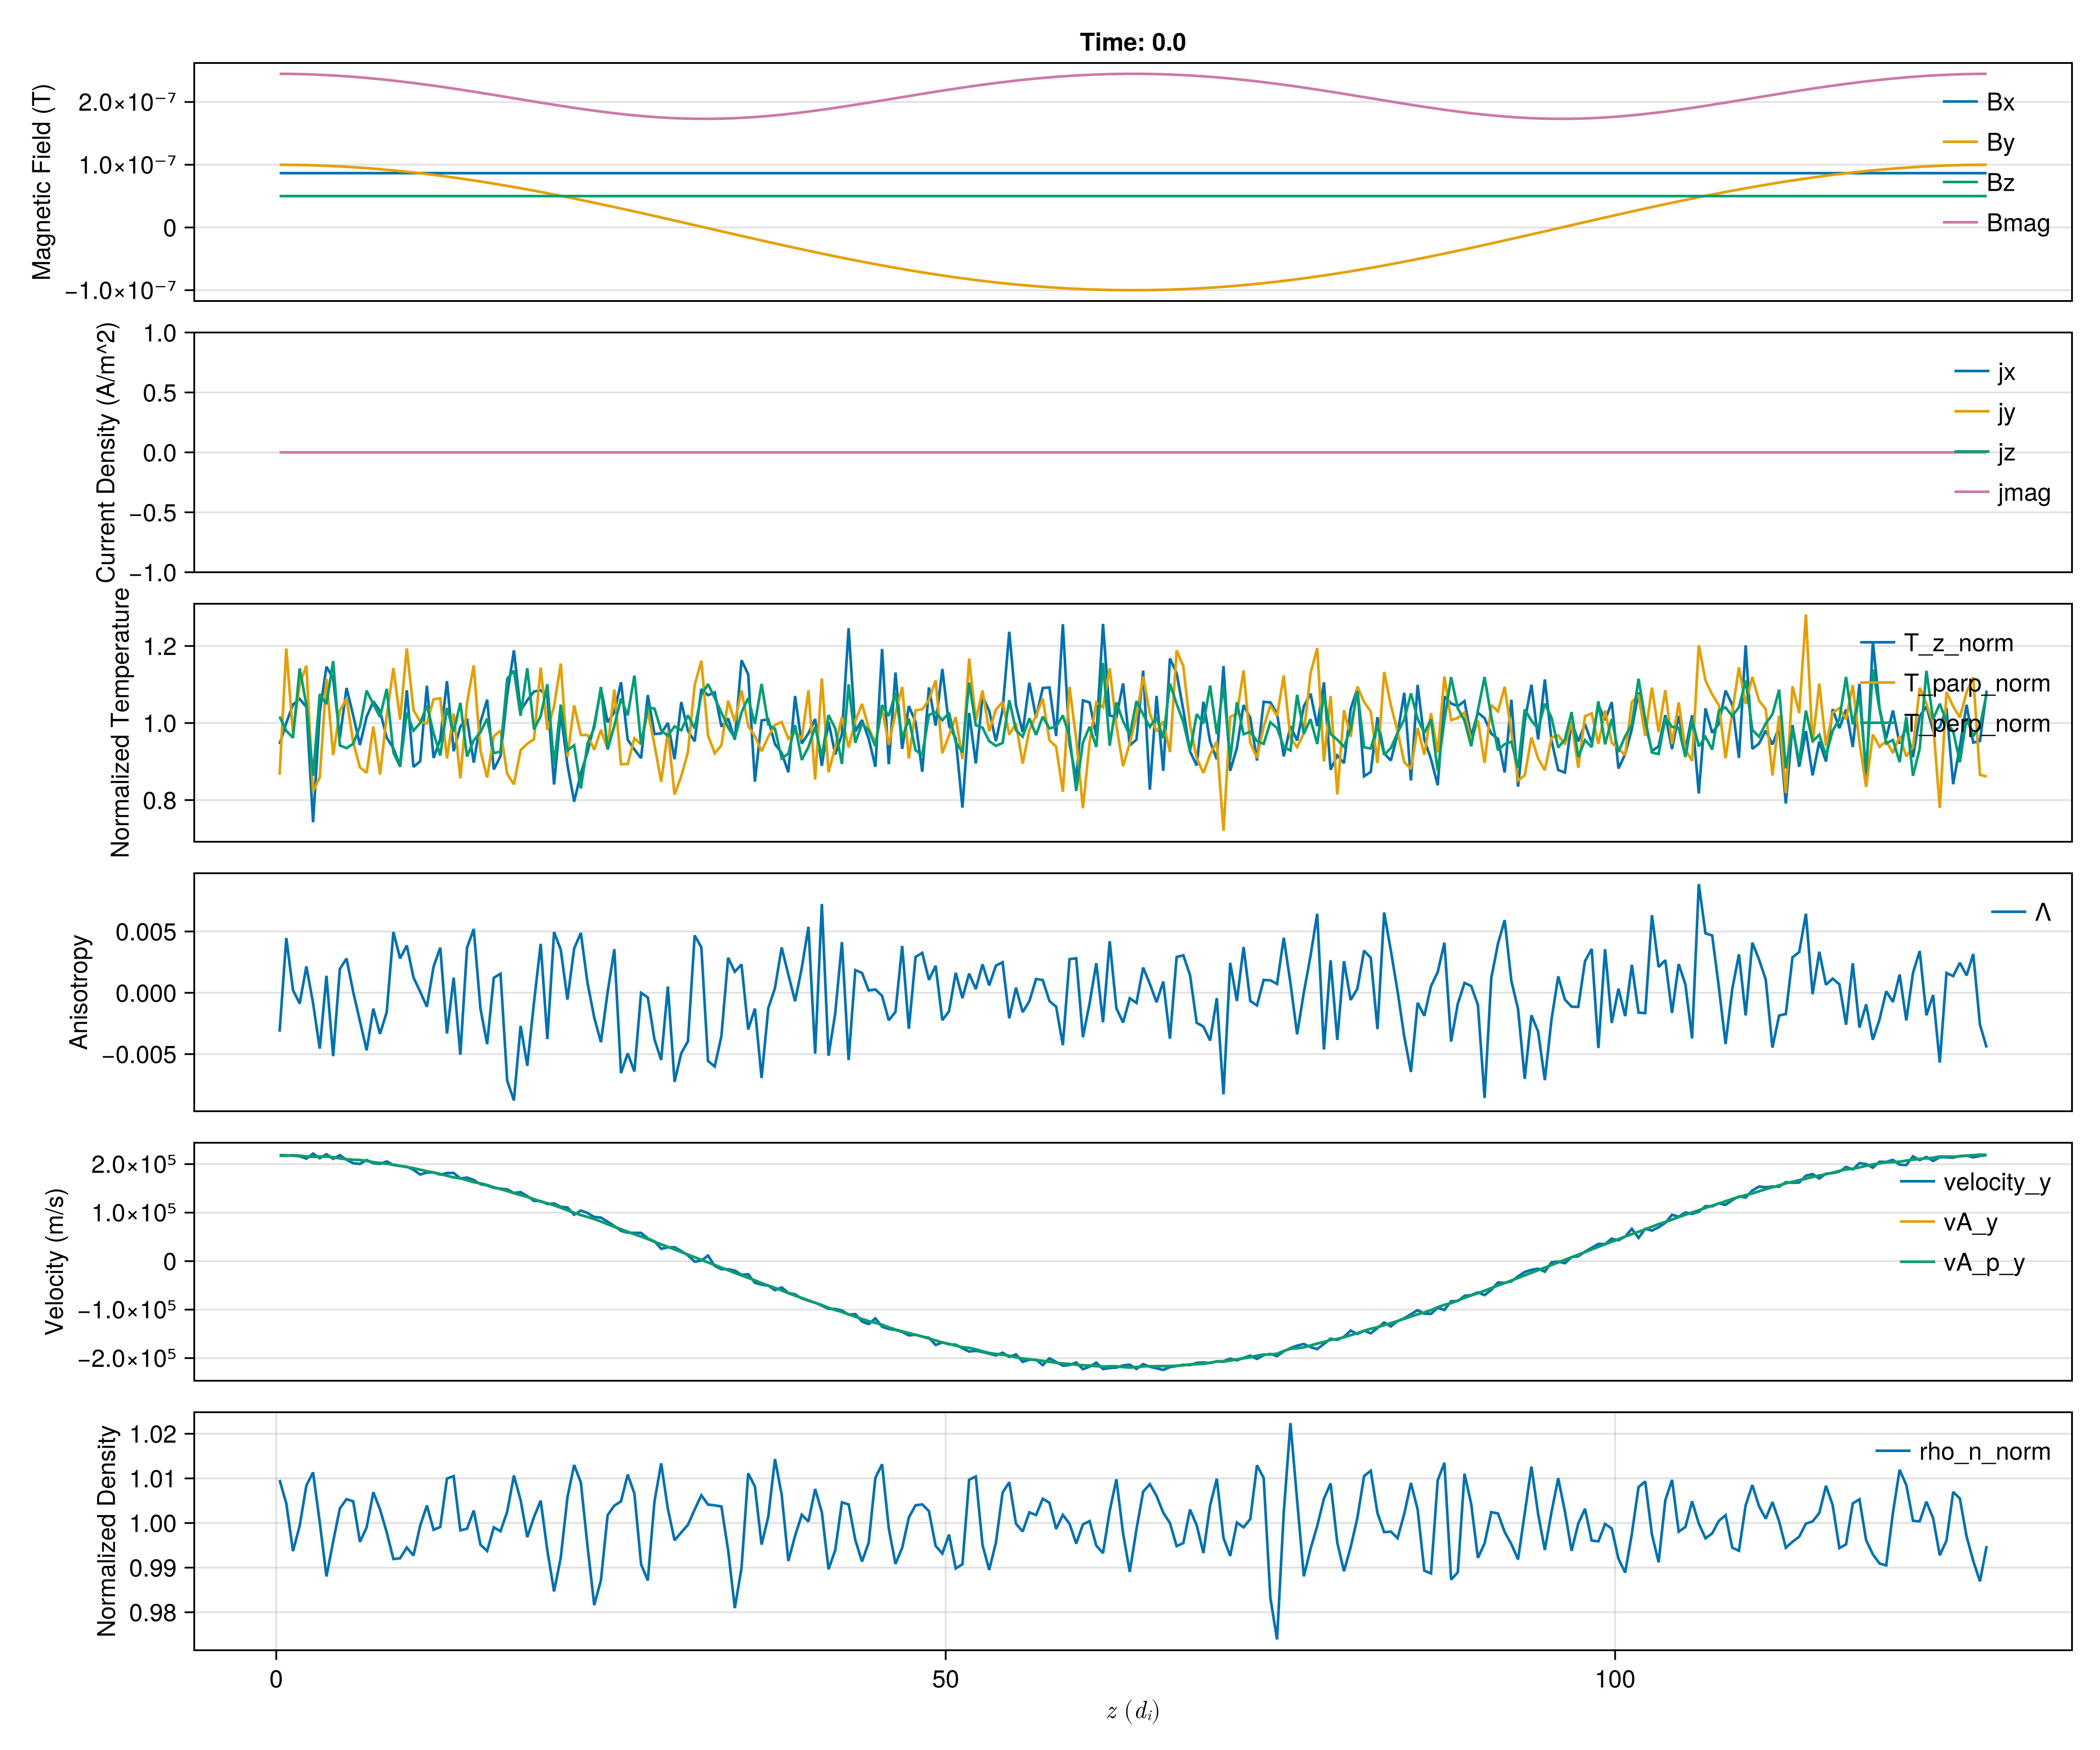 Time: 0.0
Magnetic Field (T)
2.0×10⁻⁷
1.0×10⁻⁷
0
−1.0×10⁻⁷
Bx
By
Bz
Bmag
Current Density (A/m^2)
1.0
0.5
0.0
−0.5
−1.0
jx
jy
jz
jmag
Normalized Temperature
1.2
1.0
0.8
T_z_norm
T_parp_norm
T_perp_norm
Anisotropy
0.005
0.000
−0.005
Λ
Velocity (m/s)
2.0×10⁵
1.0×10⁵
0
−1.0×10⁵
−2.0×10⁵
velocity_y
vA_y
vA_p_y
Normalized Density
1.02
1.01
1.00
0.99
0.98
rho_n_norm
0 50 100
z (dᵢ)